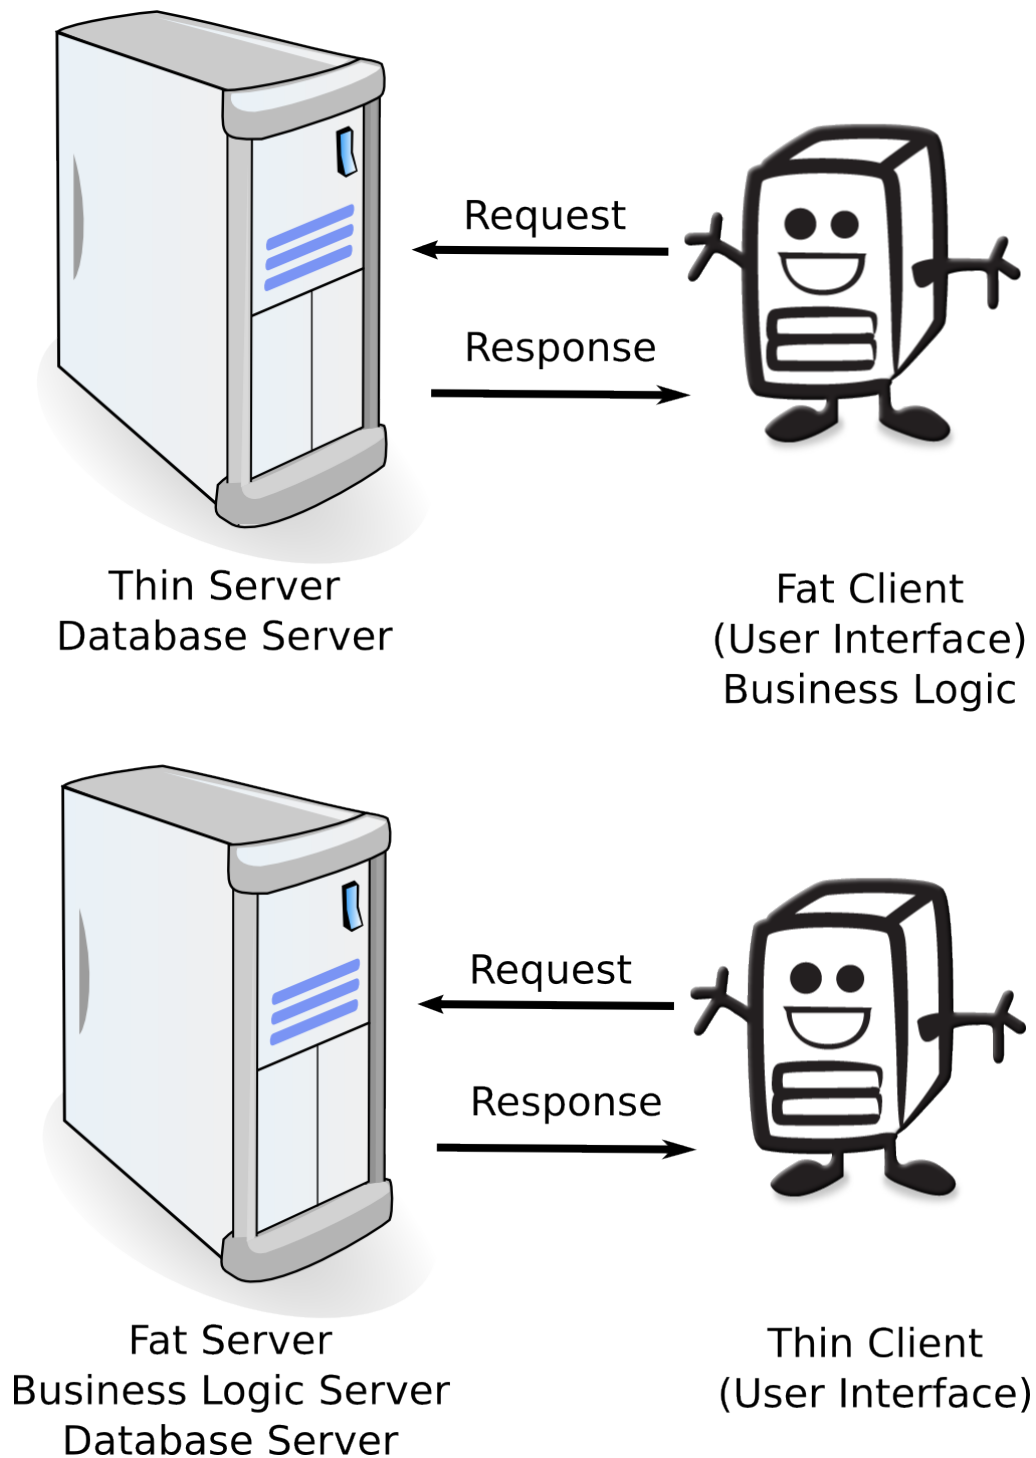 Request
Response
Thin Server
Database Server
Fat Client
(User Interface)
Business Logic
Request
Response
Fat Server
Business Logic Server
Database Server
Thin Client
(User Interface)